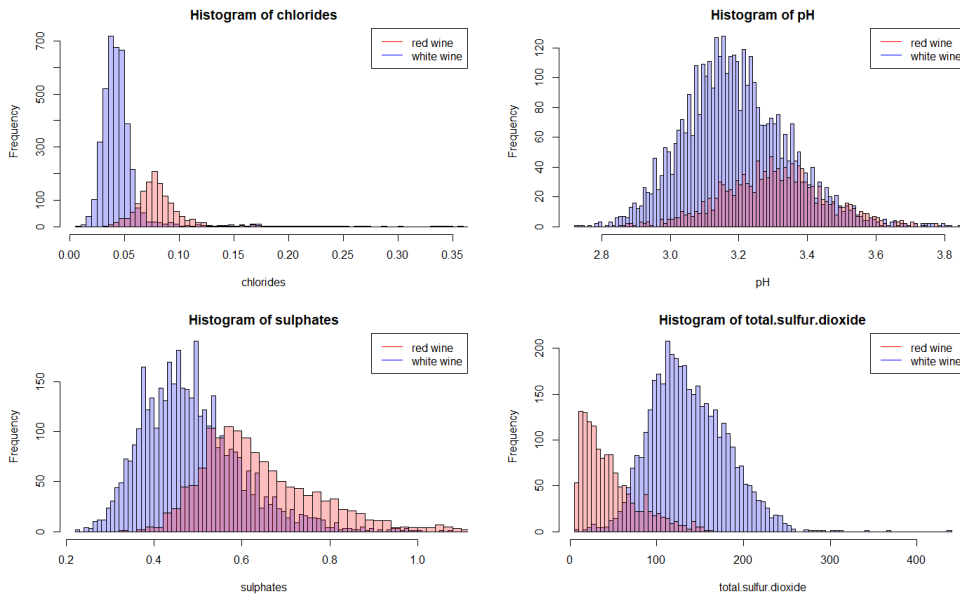 Histogram of chlorides
red wine
white wine
Frequency
0 100 300 500 700
0.00 0.05 0.10 0.15 0.20 0.25 0.30 0.35
chlorides
Histogram of pH
red wine
white wine
Frequency
0 20 40 60 80 100 120
2.8 3.0 3.2 3.4 3.6 3.8
pH
Histogram of sulphates
red wine
white wine
Frequency
0 50 100 150
0.2 0.4 0.6 0.8 1.0
sulphates
Histogram of total.sulfur.dioxide
red wine
white wine
Frequency
0 50 100 150 200
0 100 200 300 400
total.sulfur.dioxide